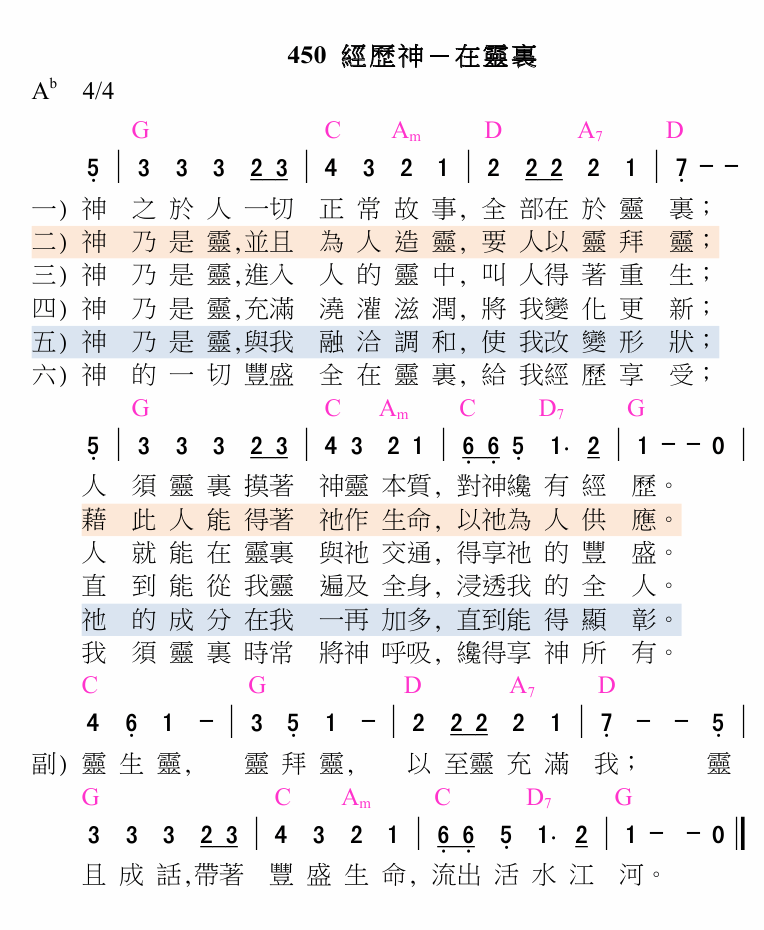 450 經歷神－在靈裏
A♭ 4/4
G C Am D A7 D
5 | 3 3 3 2 3 | 4 3 2 1 | 2 2 2 2 1 | 7 － －
一) 神 之 於 人 一切 正 常 故 事, 全 部在 於 靈 裏；
二) 神 乃 是 靈,並且 為 人 造 靈, 要 人以 靈 拜 靈；
三) 神 乃 是 靈,進入 人 的 靈 中, 叫 人得 著 重 生；
四) 神 乃 是 靈,充滿 澆 灌 滋 潤, 將 我變 化 更 新；
五) 神 乃 是 靈,與我 融 洽 調 和, 使 我改 變 形 狀；
六) 神 的 一 切 豐盛 全 在 靈 裏, 給 我經 歷 享 受；
G C Am C D7 G
5 | 3 3 3 2 3 | 4 3 2 1 | 6 6 5 1· 2 | 1 － － 0 |
人 須 靈 裏 摸著 神靈 本質, 對神纔 有 經 歷。
藉 此 人 能 得著 祂作 生命, 以祂為 人 供 應。
人 就 能 在 靈裏 與祂 交通, 得享祂 的 豐 盛。
直 到 能 從 我靈 遍及 全身, 浸透我 的 全 人。
祂 的 成 分 在我 一再 加多, 直到能 得 顯 彰。
我 須 靈 裏 時常 將神 呼吸, 纔得享 神 所 有。
C G D A7 D
4 6 1 － | 3 5 1 － | 2 2 2 2 1 | 7 － － 5 |
副) 靈 生 靈, 靈 拜 靈, 以 至靈 充 滿 我； 靈
G C Am C D7 G
3 3 3 2 3 | 4 3 2 1 | 6 6 5 1· 2 | 1 － － 0 ‖
且 成 話,帶著 豐 盛 生 命, 流出 活 水 江 河。